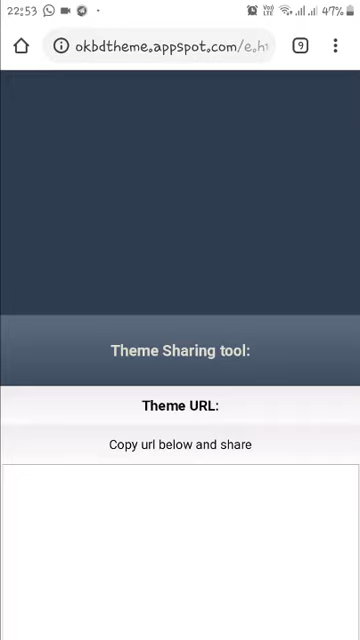 22:53
47%
okbdtheme.appspot.com/e.h
9
Theme Sharing tool:
Theme URL:
Copy url below and share